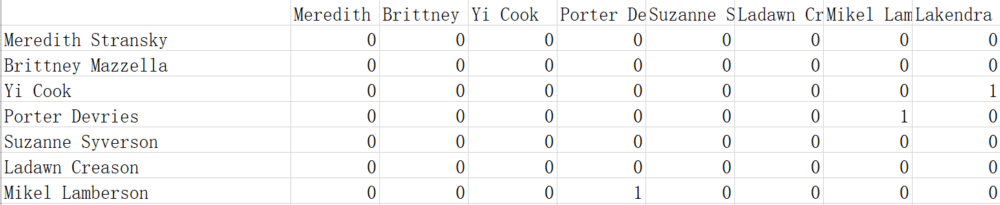 Meredith Brittney Yi Cook Porter De Suzanne S Ladawn Cr Mikel Lam Lakendra
Meredith Stransky 0 0 0 0 0 0 0 0
Brittney Mazzella 0 0 0 0 0 0 0 0
Yi Cook 0 0 0 0 0 0 0 1
Porter Devries 0 0 0 0 0 0 1 0
Suzanne Syverson 0 0 0 0 0 0 0 0
Ladawn Creason 0 0 0 0 0 0 0 0
Mikel Lamberson 0 0 0 1 0 0 0 0